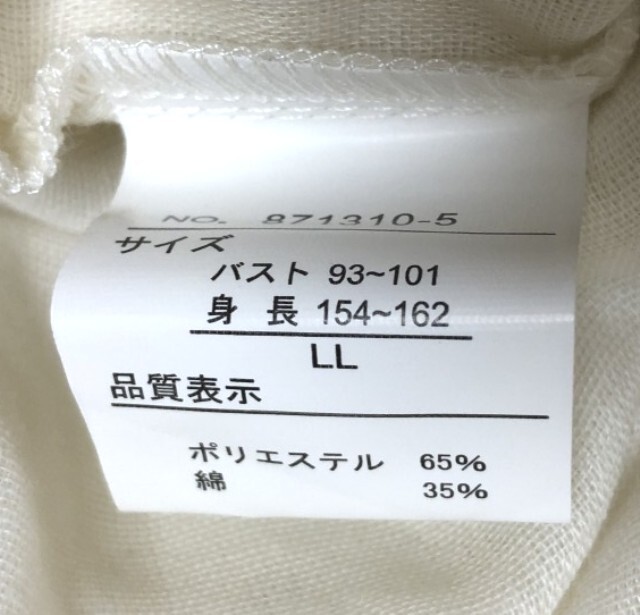 NO. 871310-5
サイズ
バスト 93~101
身 長 154~162
LL
品質表示
ポリエステル 65%
綿 35%